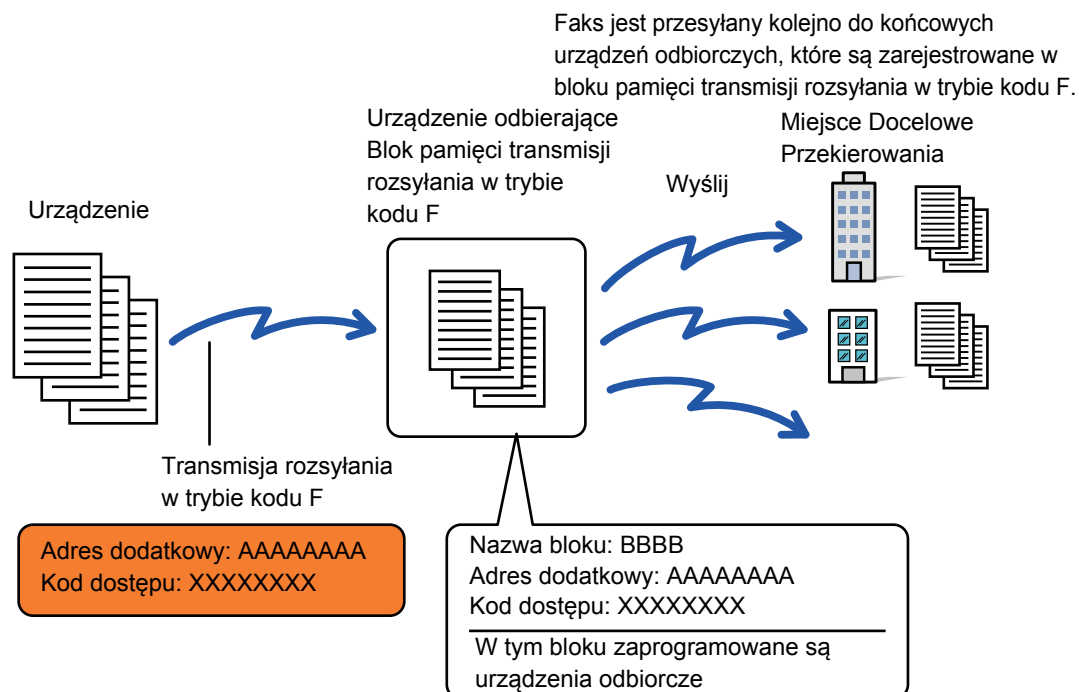 Faks jest przesyłany kolejno do końcowych
urządzeń odbiorczych, które są zarejestrowane w
bloku pamięci transmisji rozsyłania w trybie kodu F.
Urządzenie odbierające
Blok pamięci transmisji
rozsyłania w trybie
kodu F
Miejsce Docelowe
Przekierowania
Wyślij
Urządzenie
Transmisja rozsyłania
w trybie kodu F
Adres dodatkowy: AAAAAAAA
Kod dostępu: XXXXXXXX
Nazwa bloku: BBBB
Adres dodatkowy: AAAAAAAA
Kod dostępu: XXXXXXXX
W tym bloku zaprogramowane są
urządzenia odbiorcze